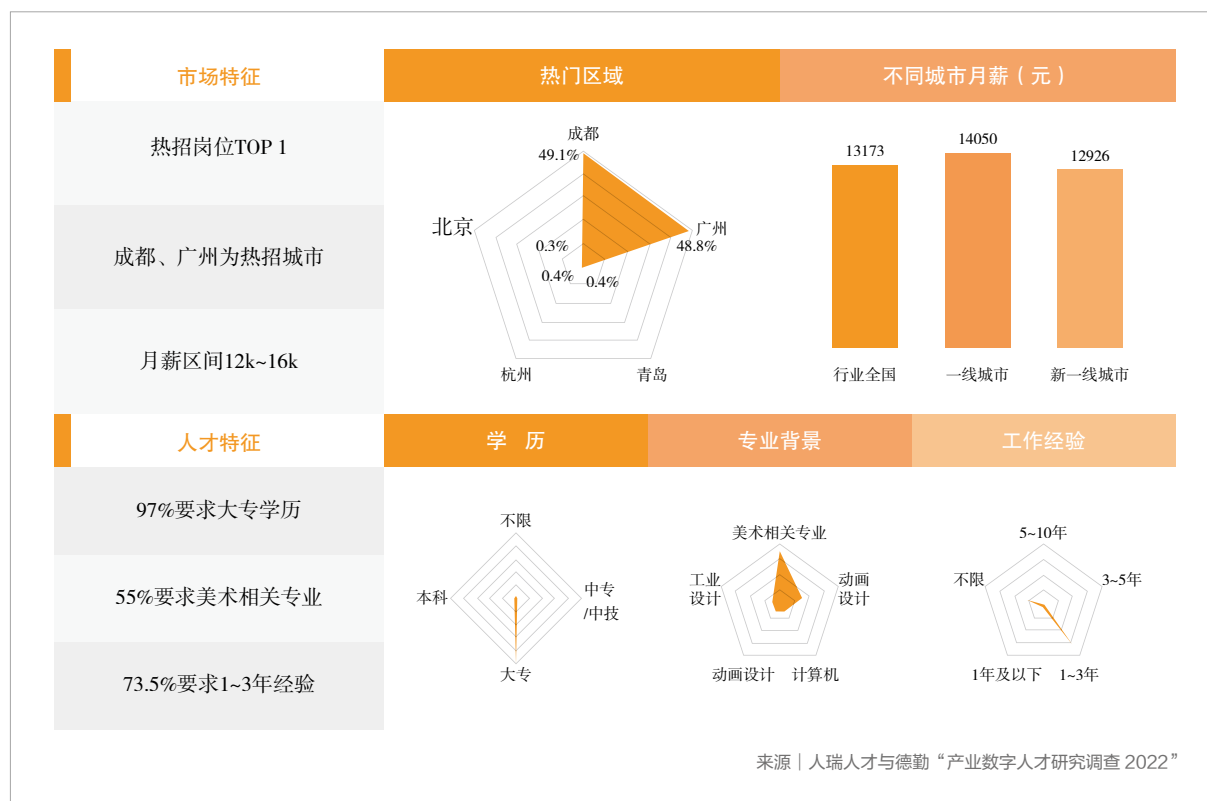 市场特征
热门区域
不同城市月薪（元）
热招岗位TOP 1
成都、广州为热招城市
月薪区间12k~16k
成都
49.1%
广州
48.8%
北京
0.3%
0.4%
0.4%
杭州
青岛
13173
14050
12926
行业全国
一线城市
新一线城市
人才特征
学 历
专业背景
工作经验
97%要求大专学历
55%要求美术相关专业
73.5%要求1~3年经验
不限
本科
中专
/中技
大专
美术相关专业
工业
设计
动画
设计
动画设计
计算机
5~10年
不限
3~5年
1年及以下
1~3年
来源｜人瑞人才与德勤“产业数字人才研究调查 2022”